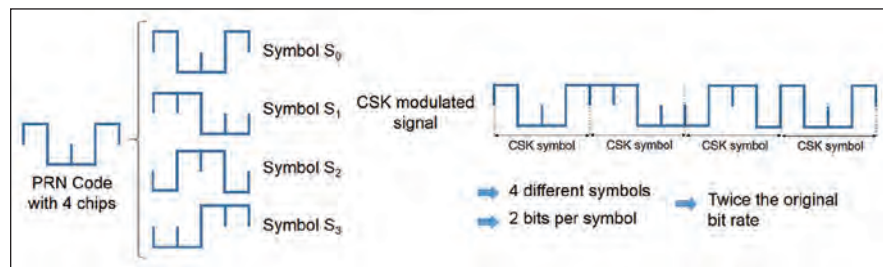 PRN Code
with 4 chips
Symbol S₀
Symbol S₁
Symbol S₂
Symbol S₃
CSK modulated
signal
CSK symbol CSK symbol CSK symbol CSK symbol
4 different symbols
2 bits per symbol
Twice the original
bit rate